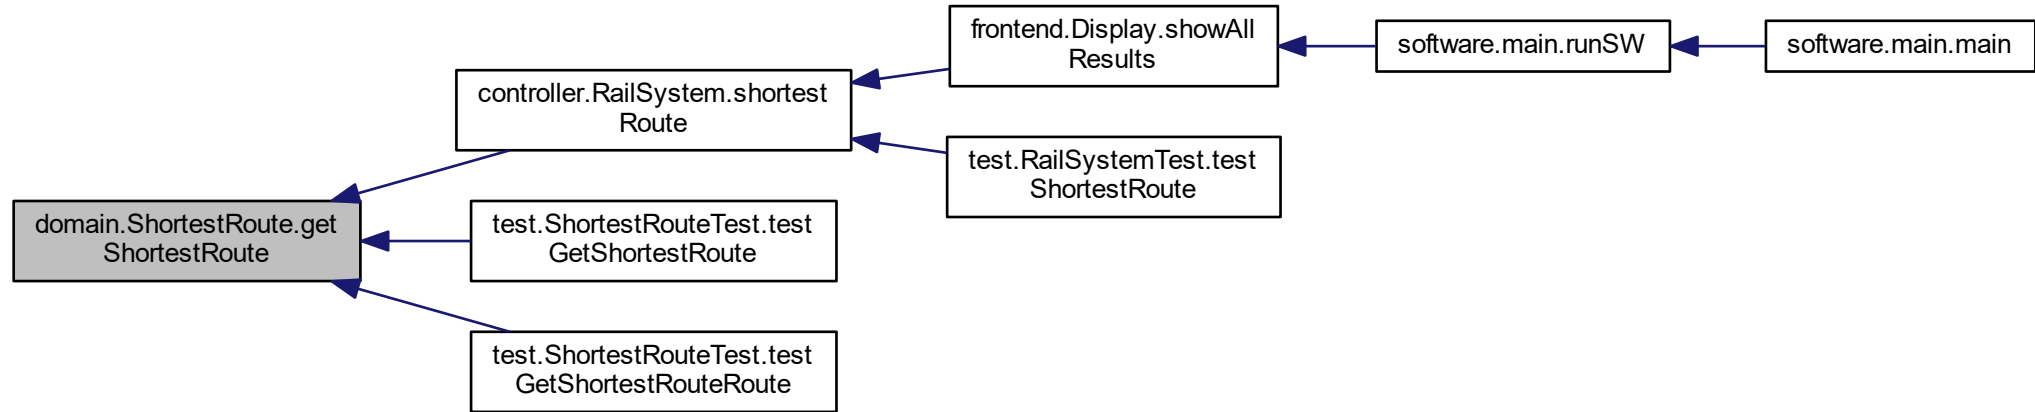 frontend.Display.showAll
Results
software.main.runSW
software.main.main
controller.RailSystem.shortest
Route
test.RailSystemTest.test
ShortestRoute
domain.ShortestRoute.get
ShortestRoute
test.ShortestRouteTest.test
GetShortestRoute
test.ShortestRouteTest.test
GetShortestRouteRoute